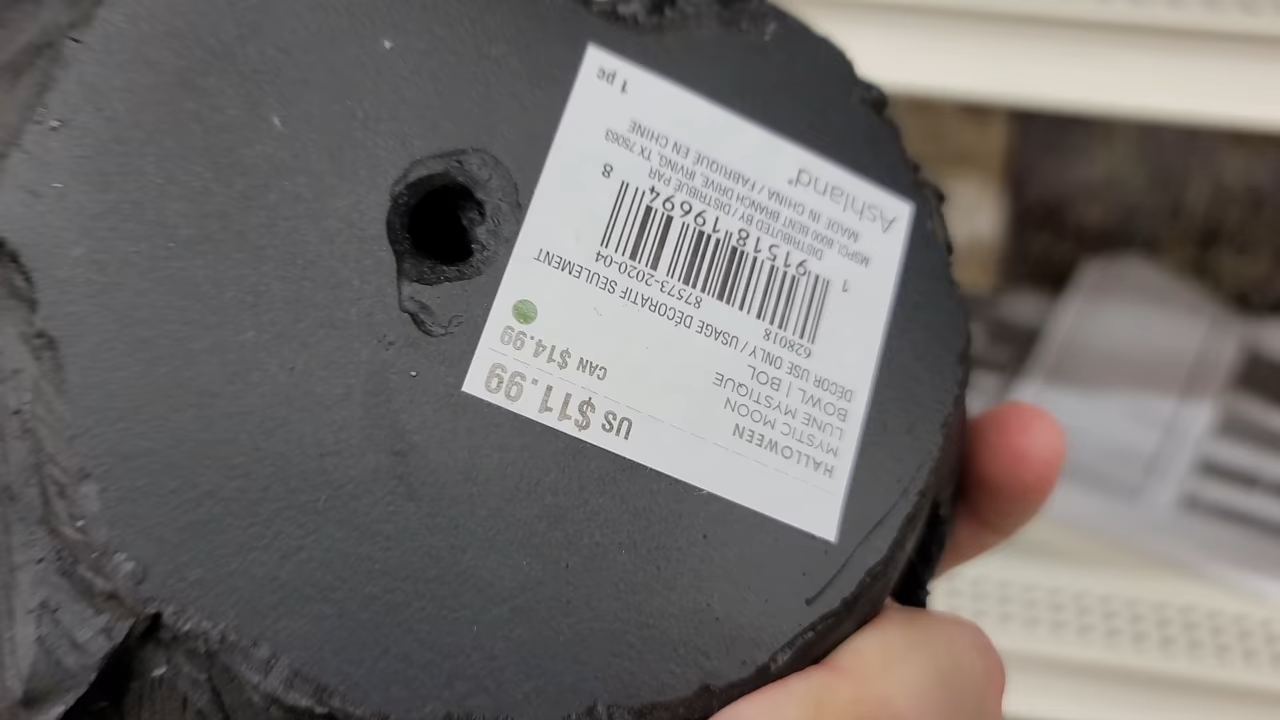 HALLOWEEN
MYSTIC MOON
LUNE MYSTIQUE
BOWL | BOL
US $11.99
CAN $14.99
DÉCOR USE ONLY / USAGE DÉCORATIF SEULEMENT
628018
87573-2020-04
1 91518 19694 8
DISTRIBUTED BY / DISTRIBUÉ PAR
MSPCI, 8000 BENT BRANCH DRIVE, IRVING, TX 75063
MADE IN CHINA / FABRIQUÉ EN CHINE
Ashland®
1 pc